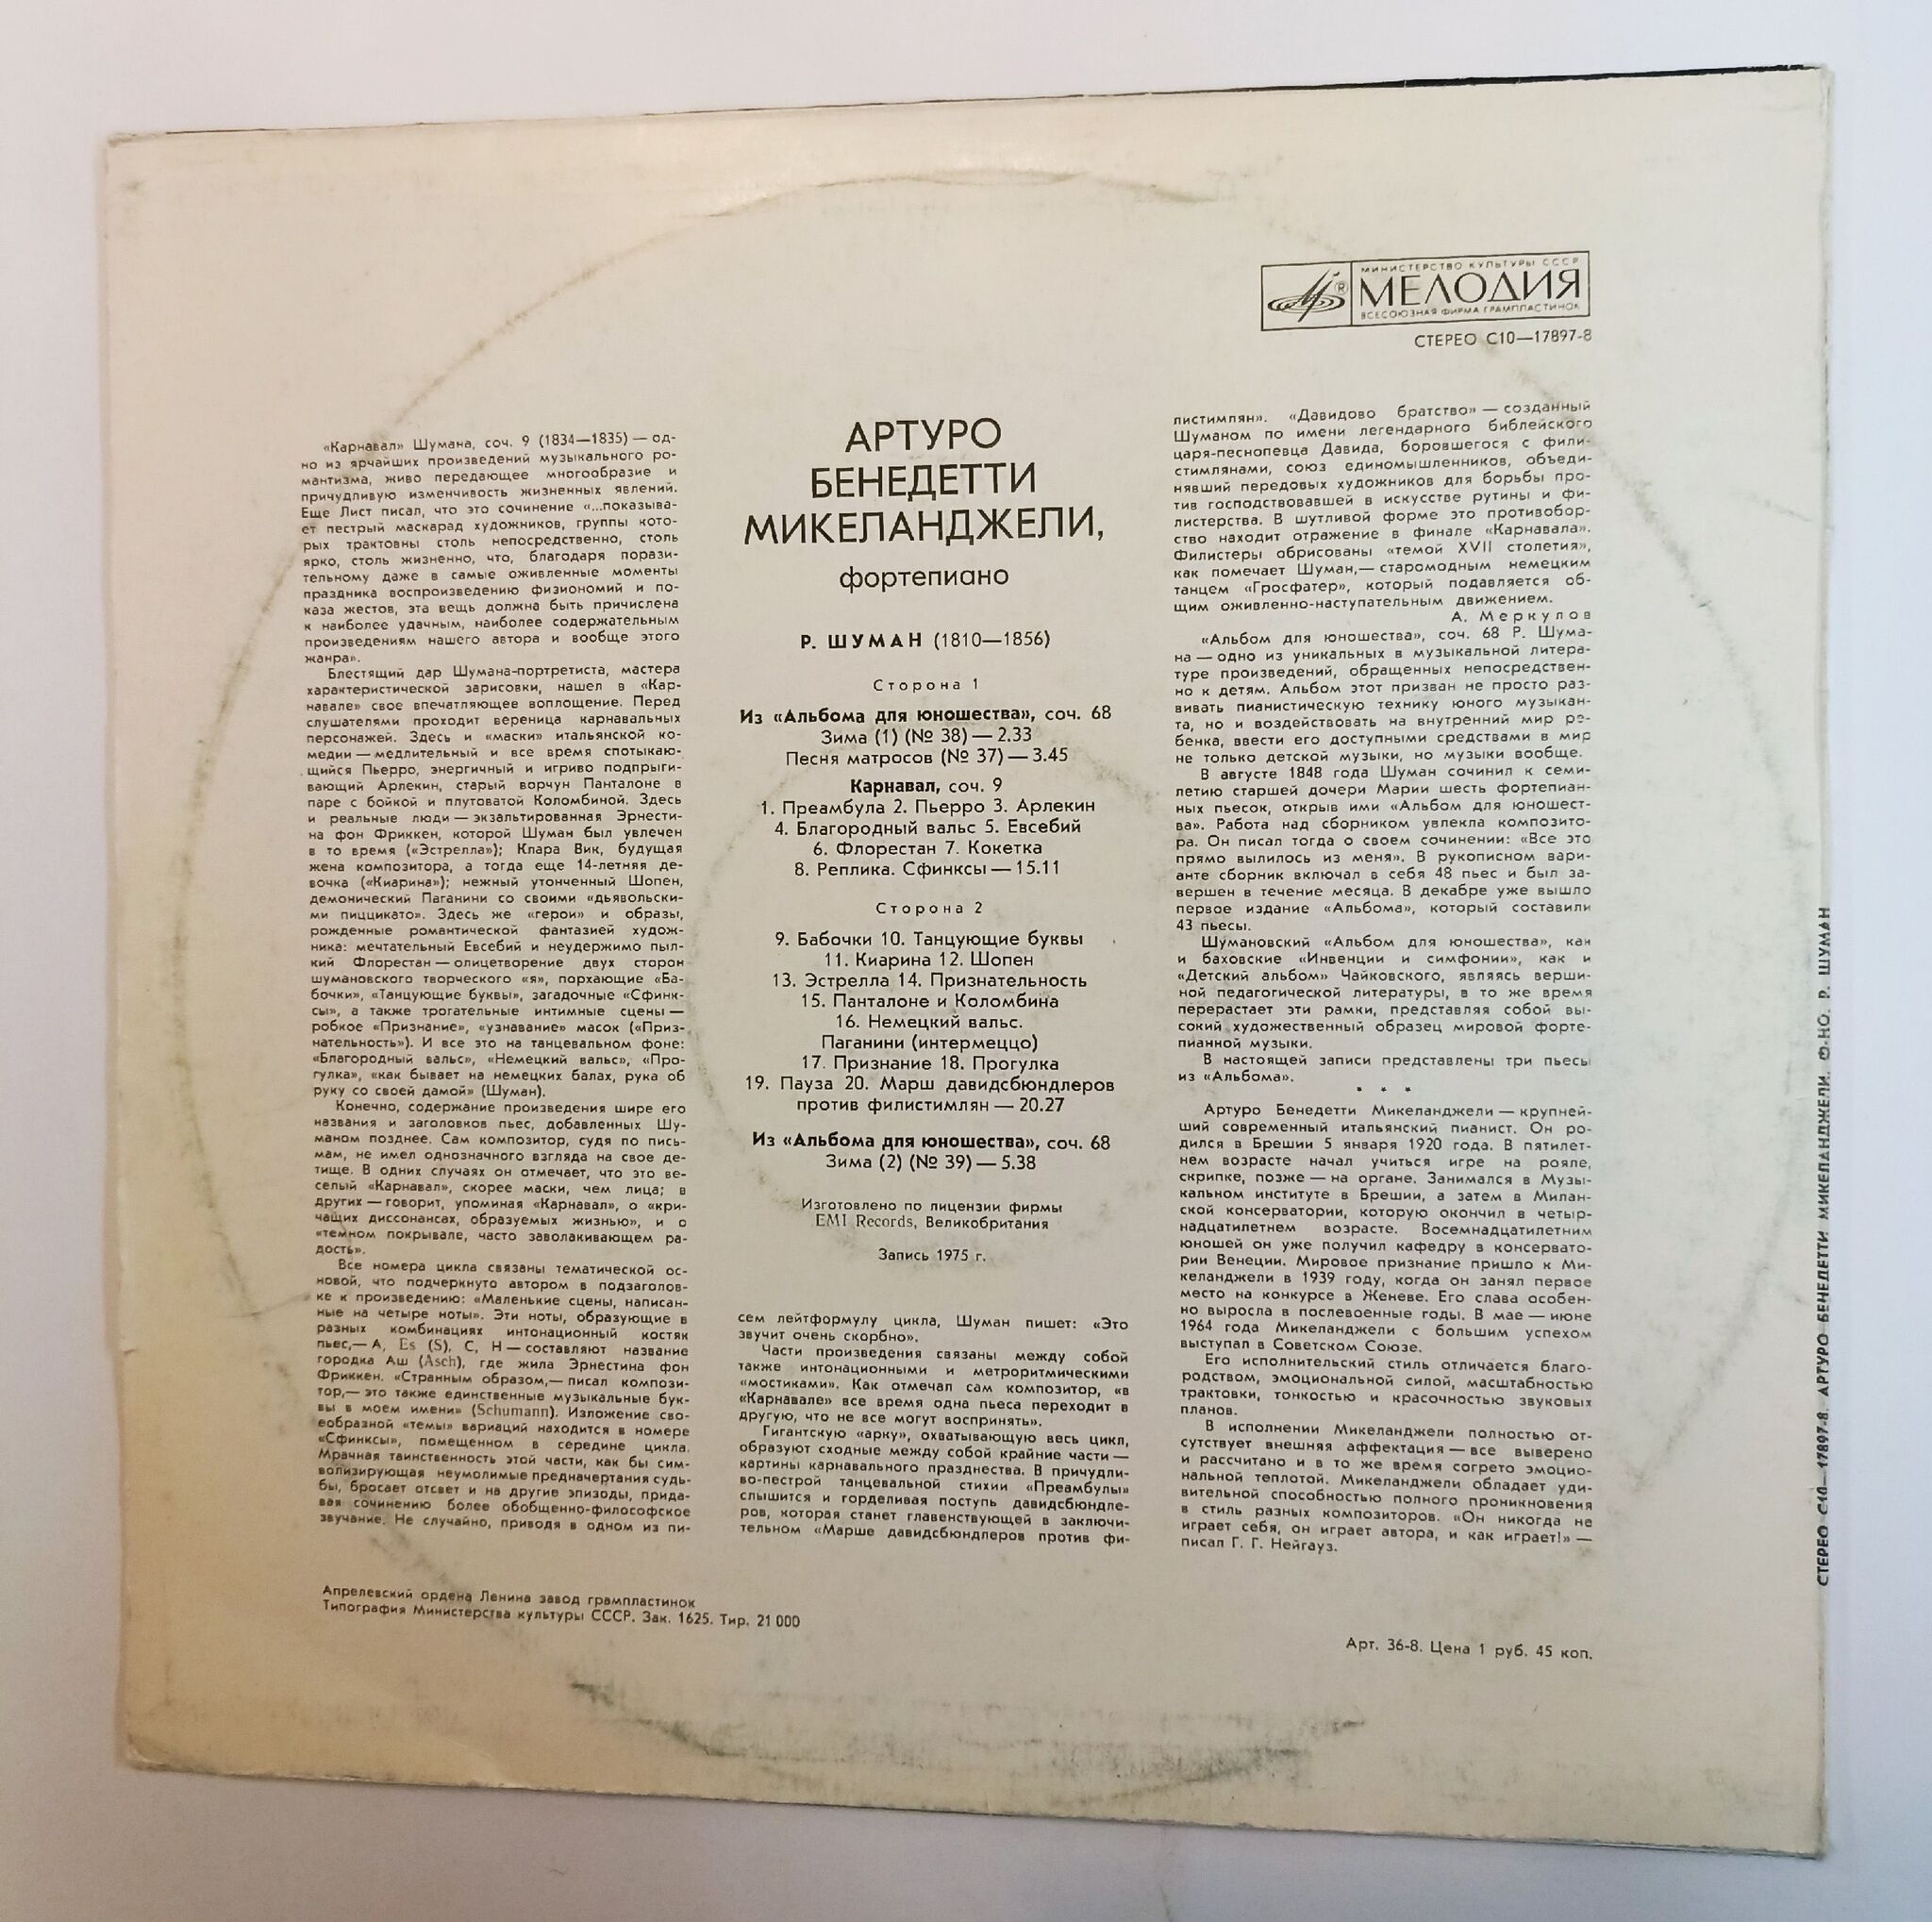 МИНИСТЕРСТВО КУЛЬТУРЫ СССР
МЕЛОДИЯ
ВСЕСОЮЗНАЯ ФИРМА ГРАМПЛАСТИНОК
СТЕРЕО С10—17897-8
«Карнавал» Шумана, соч. 9 (1834—1835) — од-
но из ярчайших произведений музыкального ро-
мантизма, живо передающее многообразие и
причудливую изменчивость жизненных явлений.
Еще Лист писал, что это сочинение «...показыва-
ет пестрый маскарад художников, группы кото-
рых трактовны столь непосредственно, столь
ярко, столь жизненно, что, благодаря порази-
тельному даже в самые оживленные моменты
праздника воспроизведению физиономий и по-
каза жестов, эта вещь должна быть причислена
к наиболее удачным, наиболее содержательным
произведениям нашего автора и вообще этого
жанра».
Блестящий дар Шумана-портретиста, мастера
характеристической зарисовки, нашел в «Кар-
навале» свое впечатляющее воплощение. Перед
слушателями проходит вереница карнавальных
персонажей. Здесь и «маски» итальянской ко-
медии — медлительный и все время спотыкаю-
щийся Пьерро, энергичный и игриво подпрыги-
вающий Арлекин, старый ворчун Панталоне в
паре с бойкой и плутоватой Коломбиной. Здесь
и реальные люди — экзальтированная Эрнести-
на фон Фриккен, которой Шуман был увлечен
в то время («Эстрелла»); Клара Вик, будущая
жена композитора, а тогда еще 14-летняя де-
вочка («Киарина»); нежный утонченный Шопен,
демонический Паганини со своими «дьявольски-
ми пиццикато». Здесь же «герои» и образы,
рожденные романтической фантазией худож-
ника: мечтательный Евсебий и неудержимо пыл-
кий Флорестан — олицетворение двух сторон
шумановского творческого «я», порхающие «Ба-
бочки», «Танцующие буквы», загадочные «Сфинк-
сы», а также трогательные интимные сцены —
робкое «Признание», «узнавание» масок («Приз-
нательность»). И все это на танцевальном фоне:
«Благородный вальс», «Немецкий вальс», «Про-
гулка», «как бывает на немецких балах, рука об
руку со своей дамой» (Шуман).
Конечно, содержание произведения шире его
названия и заголовков пьес, добавленных Шу-
маном позднее. Сам композитор, судя по пись-
мам, не имел однозначного взгляда на свое де-
тище. В одних случаях он отмечает, что это ве-
селый «Карнавал», скорее маски, чем лица; в
других — говорит, упоминая «Карнавал», о «кри-
чащих диссонансах, образуемых жизнью», и о
«темном покрывале, часто заволакивающем ра-
дость».
Все номера цикла связаны тематической ос-
новой, что подчеркнуто автором в подзаголов-
ке к произведению: «Маленькие сцены, написан-
ные на четыре ноты». Эти ноты, образующие в
разных комбинациях интонационный костяк
пьес,— А, Es (S), С, Н — составляют название
городка Аш (Asch), где жила Эрнестина фон
Фриккен. «Странным образом,— писал компози-
тор,— это также единственные музыкальные бук-
вы в моем имени» (Schumann). Изложение сво-
еобразной «темы» вариаций находится в номере
«Сфинксы», помещенном в середине цикла.
Мрачная таинственность этой части, как бы сим-
волизирующая неумолимые предначертания судь-
бы, бросает отсвет и на другие эпизоды, прида-
вая сочинению более обобщенно-философское
звучание. Не случайно, приводя в одном из пи-
АРТУРО
БЕНЕДЕТТИ
МИКЕЛАНДЖЕЛИ,
фортепиано
Р. ШУМАН (1810—1856)
Сторона 1
Из «Альбома для юношества», соч. 68
Зима (1) (№ 38) — 2.33
Песня матросов (№ 37) — 3.45
Карнавал, соч. 9
1. Преамбула 2. Пьерро 3. Арлекин
4. Благородный вальс 5. Евсебий
6. Флорестан 7. Кокетка
8. Реплика. Сфинксы — 15.11
Сторона 2
9. Бабочки 10. Танцующие буквы
11. Киарина 12. Шопен
13. Эстрелла 14. Признательность
15. Панталоне и Коломбина
16. Немецкий вальс.
Паганини (интермеццо)
17. Признание 18. Прогулка
19. Пауза 20. Марш давидсбюндлеров
против филистимлян — 20.27
Из «Альбома для юношества», соч. 68
Зима (2) (№ 39) — 5.38
Изготовлено по лицензии фирмы
EMI Records, Великобритания
Запись 1975 г.
сем лейтформулу цикла, Шуман пишет: «Это
звучит очень скорбно».
Части произведения связаны между собой
также интонационными и метроритмическими
«мостиками». Как отмечал сам композитор, «в
«Карнавале» все время одна пьеса переходит в
другую, что не все могут воспринять».
Гигантскую «арку», охватывающую весь цикл,
образуют сходные между собой крайние части —
картины карнавального празднества. В причудли-
во-пестрой танцевальной стихии «Преамбулы»
слышится и горделивая поступь давидсбюндле-
ров, которая станет главенствующей в заключи-
тельном «Марше давидсбюндлеров против фи-
листимлян». «Давидово братство» — созданный
Шуманом по имени легендарного библейского
царя-песнопевца Давида, боровшегося с фили-
стимлянами, союз единомышленников, объеди-
нявший передовых художников для борьбы про-
тив господствовавшей в искусстве рутины и фи-
листерства. В шутливой форме это противобор-
ство находит отражение в финале «Карнавала».
Филистеры обрисованы «темой XVII столетия»,
как помечает Шуман,— старомодным немецким
танцем «Гросфатер», который подавляется об-
щим оживленно-наступательным движением.
А. Меркулов
«Альбом для юношества», соч. 68 Р. Шума-
на — одно из уникальных в музыкальной литера-
туре произведений, обращенных непосредствен-
но к детям. Альбом этот призван не просто раз-
вивать пианистическую технику юного музыкан-
та, но и воздействовать на внутренний мир ре-
бенка, ввести его доступными средствами в мир
не только детской музыки, но музыки вообще.
В августе 1848 года Шуман сочинил к семи-
летию старшей дочери Марии шесть фортепиан-
ных пьесок, открыв ими «Альбом для юношест-
ва». Работа над сборником увлекла композито-
ра. Он писал тогда о своем сочинении: «Все это
прямо вылилось из меня». В рукописном вари-
анте сборник включал в себя 48 пьес и был за-
вершен в течение месяца. В декабре уже вышло
первое издание «Альбома», который составили
43 пьесы.
Шумановский «Альбом для юношества», как
и баховские «Инвенции и симфонии», как и
«Детский альбом» Чайковского, являясь верши-
ной педагогической литературы, в то же время
перерастает эти рамки, представляя собой вы-
сокий художественный образец мировой форте-
пианной музыки.
В настоящей записи представлены три пьесы
из «Альбома».
* * *
Артуро Бенедетти Микеланджели — крупней-
ший современный итальянский пианист. Он ро-
дился в Брешии 5 января 1920 года. В пятилет-
нем возрасте начал учиться игре на рояле,
скрипке, позже — на органе. Занимался в Музы-
кальном институте в Брешии, а затем в Милан-
ской консерватории, которую окончил в четыр-
надцатилетнем возрасте. Восемнадцатилетним
юношей он уже получил кафедру в консервато-
рии Венеции. Мировое признание пришло к Ми-
келанджели в 1939 году, когда он занял первое
место на конкурсе в Женеве. Его слава особен-
но выросла в послевоенные годы. В мае — июне
1964 года Микеланджели с большим успехом
выступал в Советском Союзе.
Его исполнительский стиль отличается благо-
родством, эмоциональной силой, масштабностью
трактовки, тонкостью и красочностью звуковых
планов.
В исполнении Микеланджели полностью от-
сутствует внешняя аффектация — все выверено
и рассчитано и в то же время согрето эмоцио-
нальной теплотой. Микеланджели обладает уди-
вительной способностью полного проникновения
в стиль разных композиторов. «Он никогда не
играет себя, он играет автора, и как играет!» —
писал Г. Г. Нейгауз.
Апрелевский ордена Ленина завод грампластинок
Типография Министерства культуры СССР. Зак. 1625. Тир. 21 000
Арт. 36-8. Цена 1 руб. 45 коп.
СТЕРЕО С10—17897-8. АРТУРО БЕНЕДЕТТИ МИКЕЛАНДЖЕЛИ. Ф-НО. Р. ШУМАН